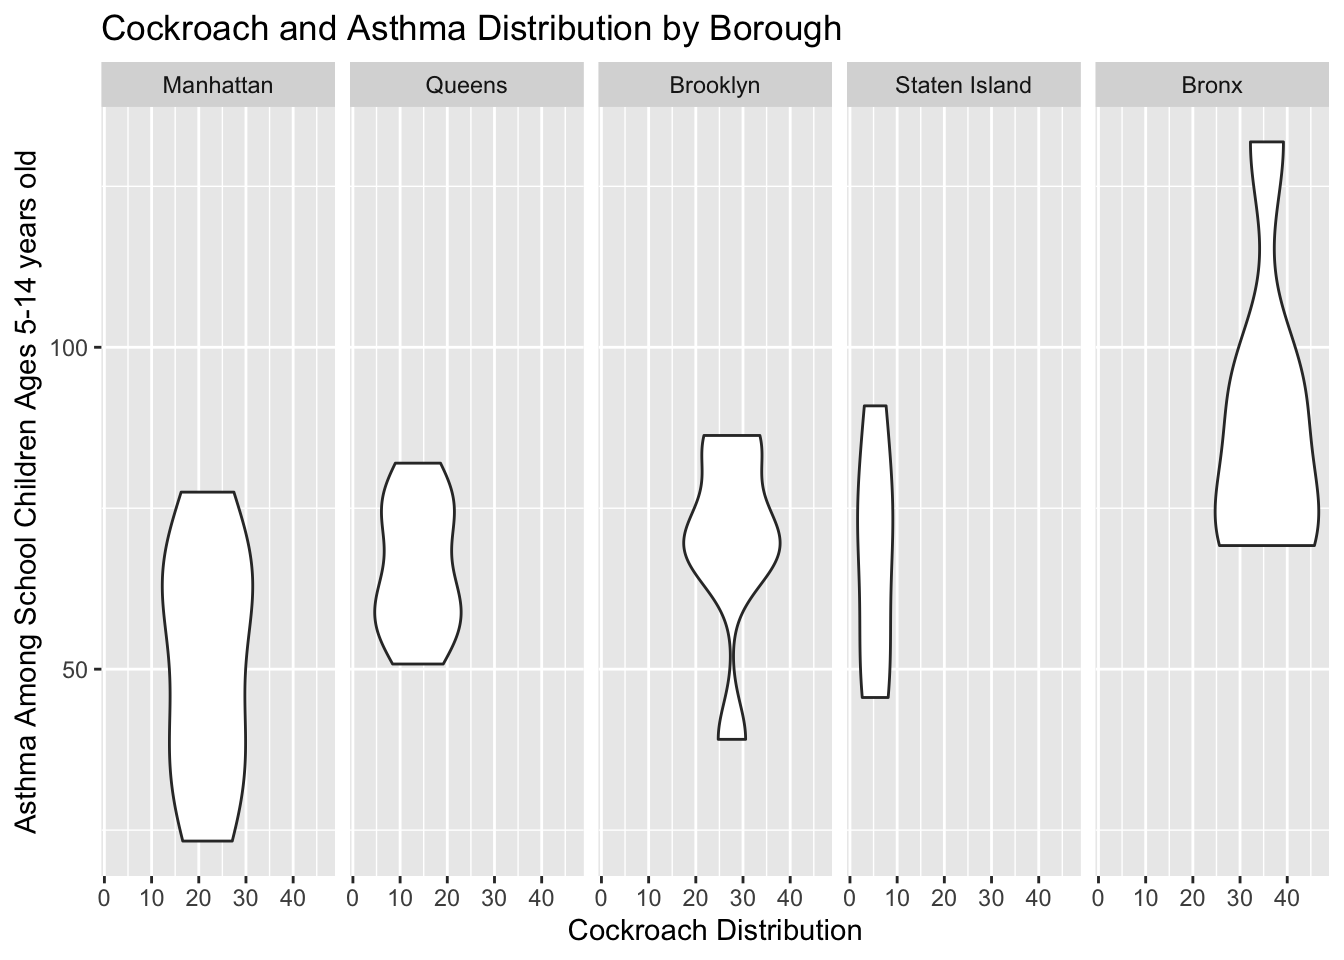 Cockroach and Asthma Distribution by Borough
Manhattan Queens Brooklyn Staten Island Bronx
Asthma Among School Children Ages 5-14 years old
100
50
0 10 20 30 40 0 10 20 30 40 0 10 20 30 40 0 10 20 30 40 0 10 20 30 40
Cockroach Distribution